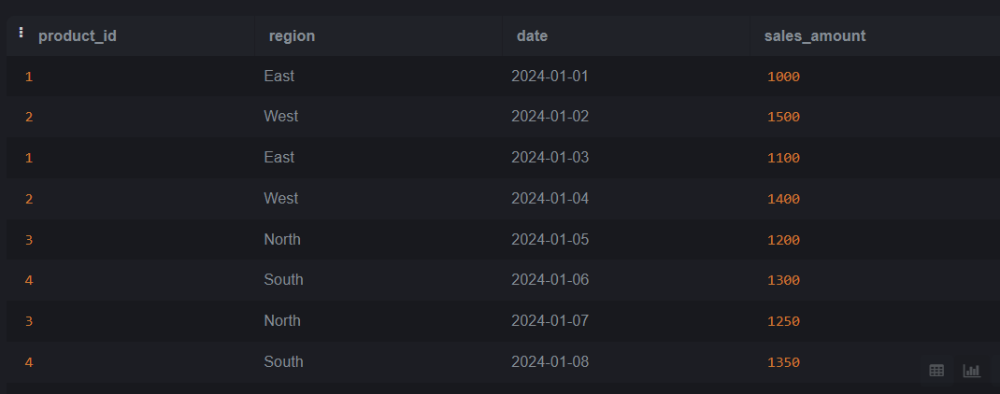 product_id region date sales_amount
1 East 2024-01-01 1000
2 West 2024-01-02 1500
1 East 2024-01-03 1100
2 West 2024-01-04 1400
3 North 2024-01-05 1200
4 South 2024-01-06 1300
3 North 2024-01-07 1250
4 South 2024-01-08 1350